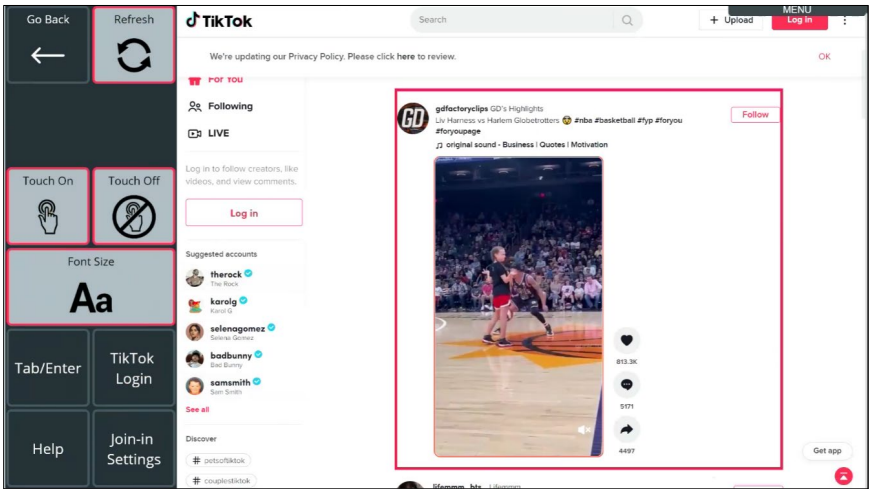 Go Back
Refresh
TikTok
Search
+ Upload
MENU
Log In
We're updating our Privacy Policy. Please click here to review.
OK
For You
Following
LIVE
Log in to follow creators, like
videos, and view comments.
Log in
Suggested accounts
therock
The Rock
karolg
Karol G
selenagomez
Selena Gomez
badbunny
Bad Bunny
samsmith
Sam Smith
See all
Discover
# petsoftiktok
# couplestiktok
Touch On
Touch Off
Font Size
Aa
Tab/Enter
TikTok
Login
Help
Join-in
Settings
GD
gdfactoryclips GD's Highlights
Liv Harness vs Harlem Globetrotters 😨 #nba #basketball #fyp #foryou
#foryoupage
♫ original sound - Business | Quotes | Motivation
Follow
813.3K
5171
4497
Get app
lifemmm_bts Lifemmm